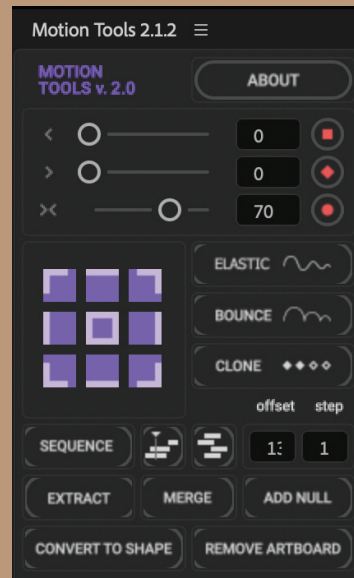 Motion Tools 2.1.2
MOTION
TOOLS v. 2.0
ABOUT
0
0
70
ELASTIC
BOUNCE
CLONE
offset step
SEQUENCE
1
EXTRACT MERGE ADD NULL
CONVERT TO SHAPE REMOVE ARTBOARD